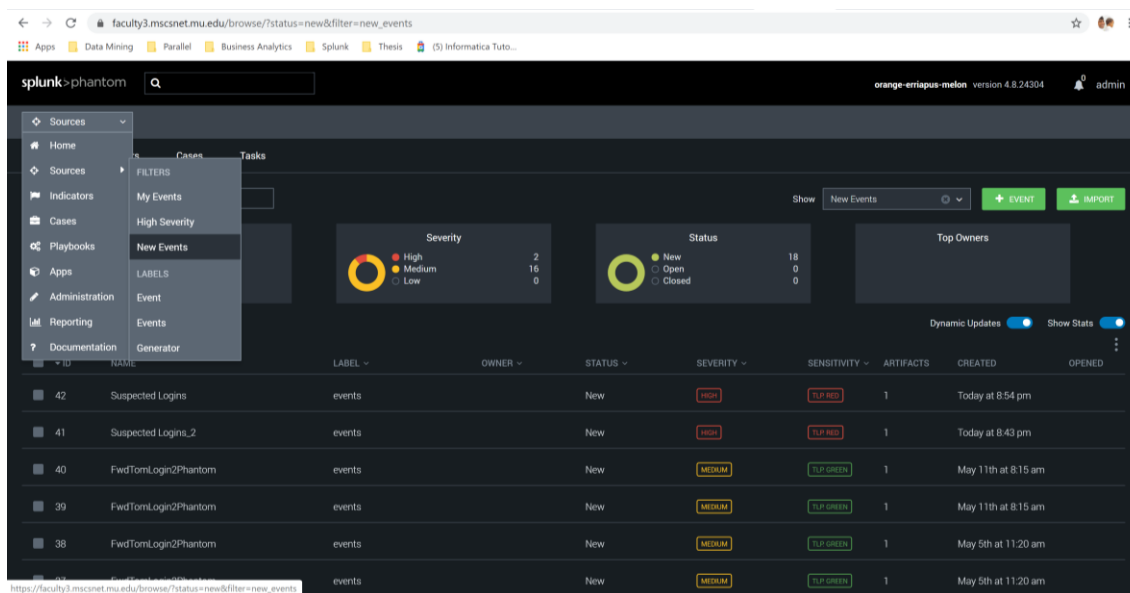 faculty3.mscsnet.mu.edu/browse/?status=new&filter=new_events
Apps Data Mining Parallel Business Analytics Splunk Thesis (5) Informatica Tuto...
splunk>phantom orange-erriapus-melon version 4.8.24304 0 admin
Sources
Home
Cases Tasks
Sources FILTERS
Indicators My Events Show New Events + EVENT IMPORT
Cases High Severity
Playbooks New Events Severity Status Top Owners
High 2 New 18
Apps LABELS Medium 16 Open 0
Low 0 Closed 0
Administration Event
Reporting Events Dynamic Updates Show Stats
? Documentation Generator
ID NAME LABEL OWNER STATUS SEVERITY SENSITIVITY ARTIFACTS CREATED OPENED
42 Suspected Logins events New HIGH TLP RED 1 Today at 8:54 pm
41 Suspected Logins_2 events New HIGH TLP RED 1 Today at 8:43 pm
40 FwdTomLogin2Phantom events New MEDIUM TLP GREEN 1 May 11th at 8:15 am
39 FwdTomLogin2Phantom events New MEDIUM TLP GREEN 1 May 11th at 8:15 am
38 FwdTomLogin2Phantom events New MEDIUM TLP GREEN 1 May 5th at 11:20 am
events New MEDIUM TLP GREEN 1 May 5th at 11:20 am
https://faculty3.mscsnet.mu.edu/browse/?status=new&filter=new_events